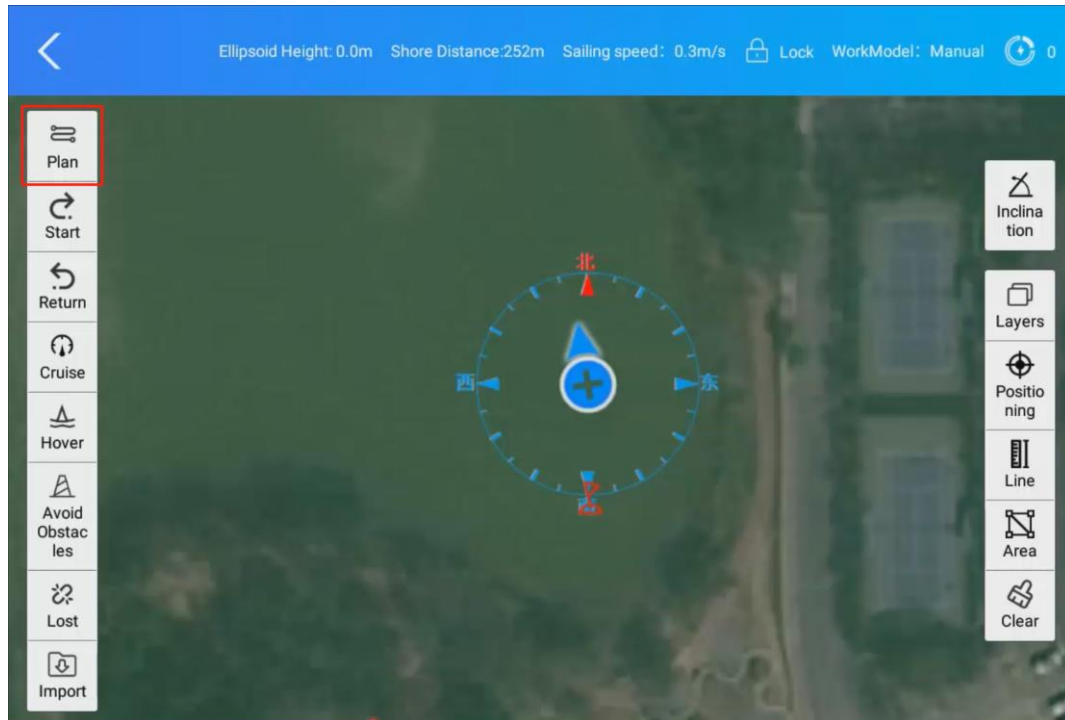 Ellipsoid Height: 0.0m Shore Distance:252m Sailing speed: 0.3m/s Lock WorkModel: Manual 0
Plan
Start
Return
Cruise
Hover
Avoid
Obstac
les
Lost
Import
北
西
东
Inclina
tion
Layers
Positio
ning
Line
Area
Clear